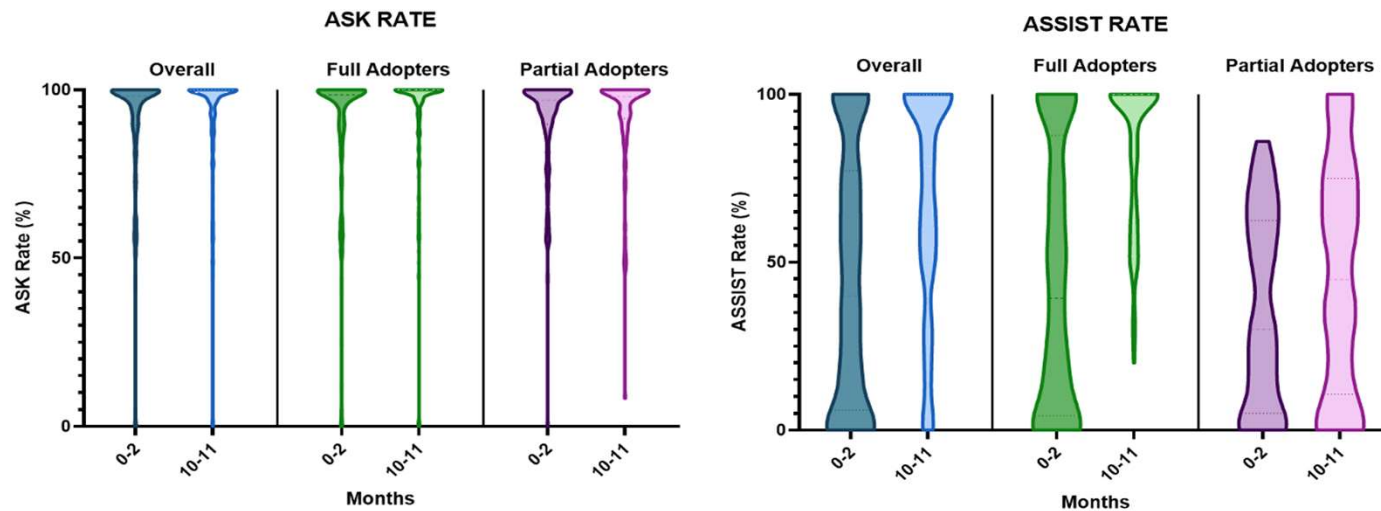 ASK RATE
Overall Full Adopters Partial Adopters
100
50
0
ASK Rate (%)
0-2 10-11 0-2 10-11 0-2 10-11
Months
ASSIST RATE
Overall Full Adopters Partial Adopters
100
50
0
ASSIST Rate (%)
0-2 10-11 0-2 10-11 0-2 10-11
Months